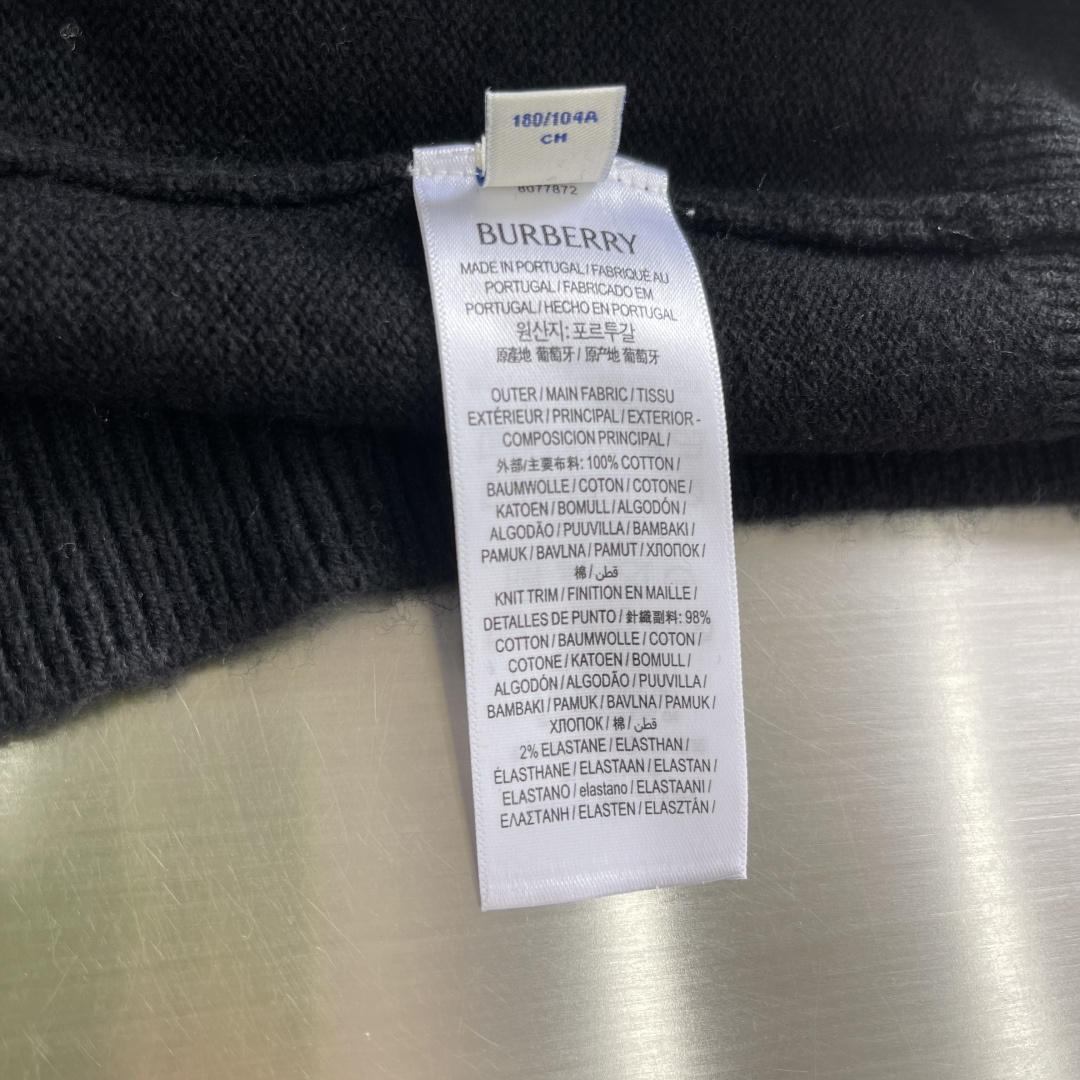 180/104A
CH
8077872
BURBERRY
MADE IN PORTUGAL / FABRIQUÉ AU
PORTUGAL / FABRICADO EM
PORTUGAL / HECHO EN PORTUGAL
원산지: 포르투갈
原產地 葡萄牙 / 原产地 葡萄牙
OUTER / MAIN FABRIC / TISSU
EXTÉRIEUR / PRINCIPAL / EXTERIOR -
COMPOSICION PRINCIPAL /
外部/主要布料: 100% COTTON /
BAUMWOLLE / COTON / COTONE /
KATOEN / BOMULL / ALGODÓN /
ALGODÃO / PUUVILLA / BAMBAKI /
PAMUK / BAVLNA / PAMUT / ХЛОПОК /
棉 / قطن
KNIT TRIM / FINITION EN MAILLE /
DETALLES DE PUNTO / 針織副料: 98%
COTTON / BAUMWOLLE / COTON /
COTONE / KATOEN / BOMULL /
ALGODÓN / ALGODÃO / PUUVILLA /
BAMBAKI / PAMUK / BAVLNA / PAMUK /
ХЛОПОК / 棉 / قطن
2% ELASTANE / ELASTHAN /
ÉLASTHANE / ELASTAAN / ELASTAN /
ELASTANO / elastano / ELASTAANI /
ΕΛΑΣΤΑΝΗ / ELASTEN / ELASZTÁN /